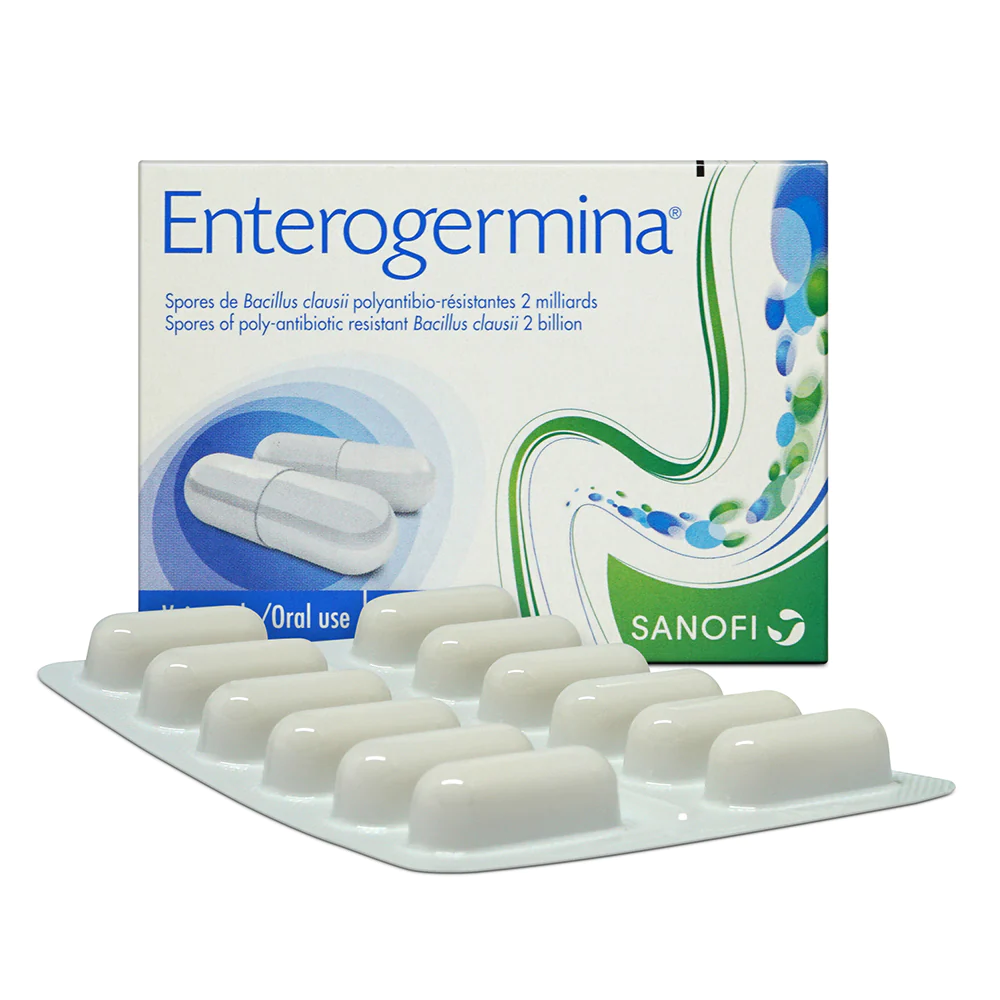 Enterogermina®
Spores de Bacillus clausii polyantibio-résistantes 2 milliards
Spores of poly-antibiotic resistant Bacillus clausii 2 billion
/Oral use
SANOFI